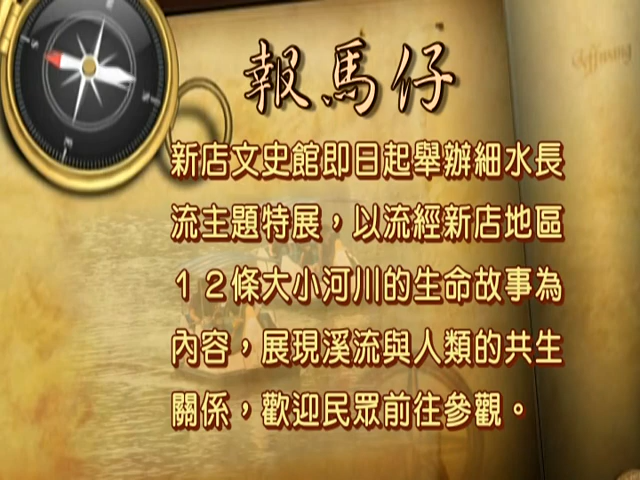 報馬仔
新店文史館即日起舉辦細水長
流主題特展，以流經新店地區
１２條大小河川的生命故事為
內容，展現溪流與人類的共生
關係，歡迎民眾前往參觀。